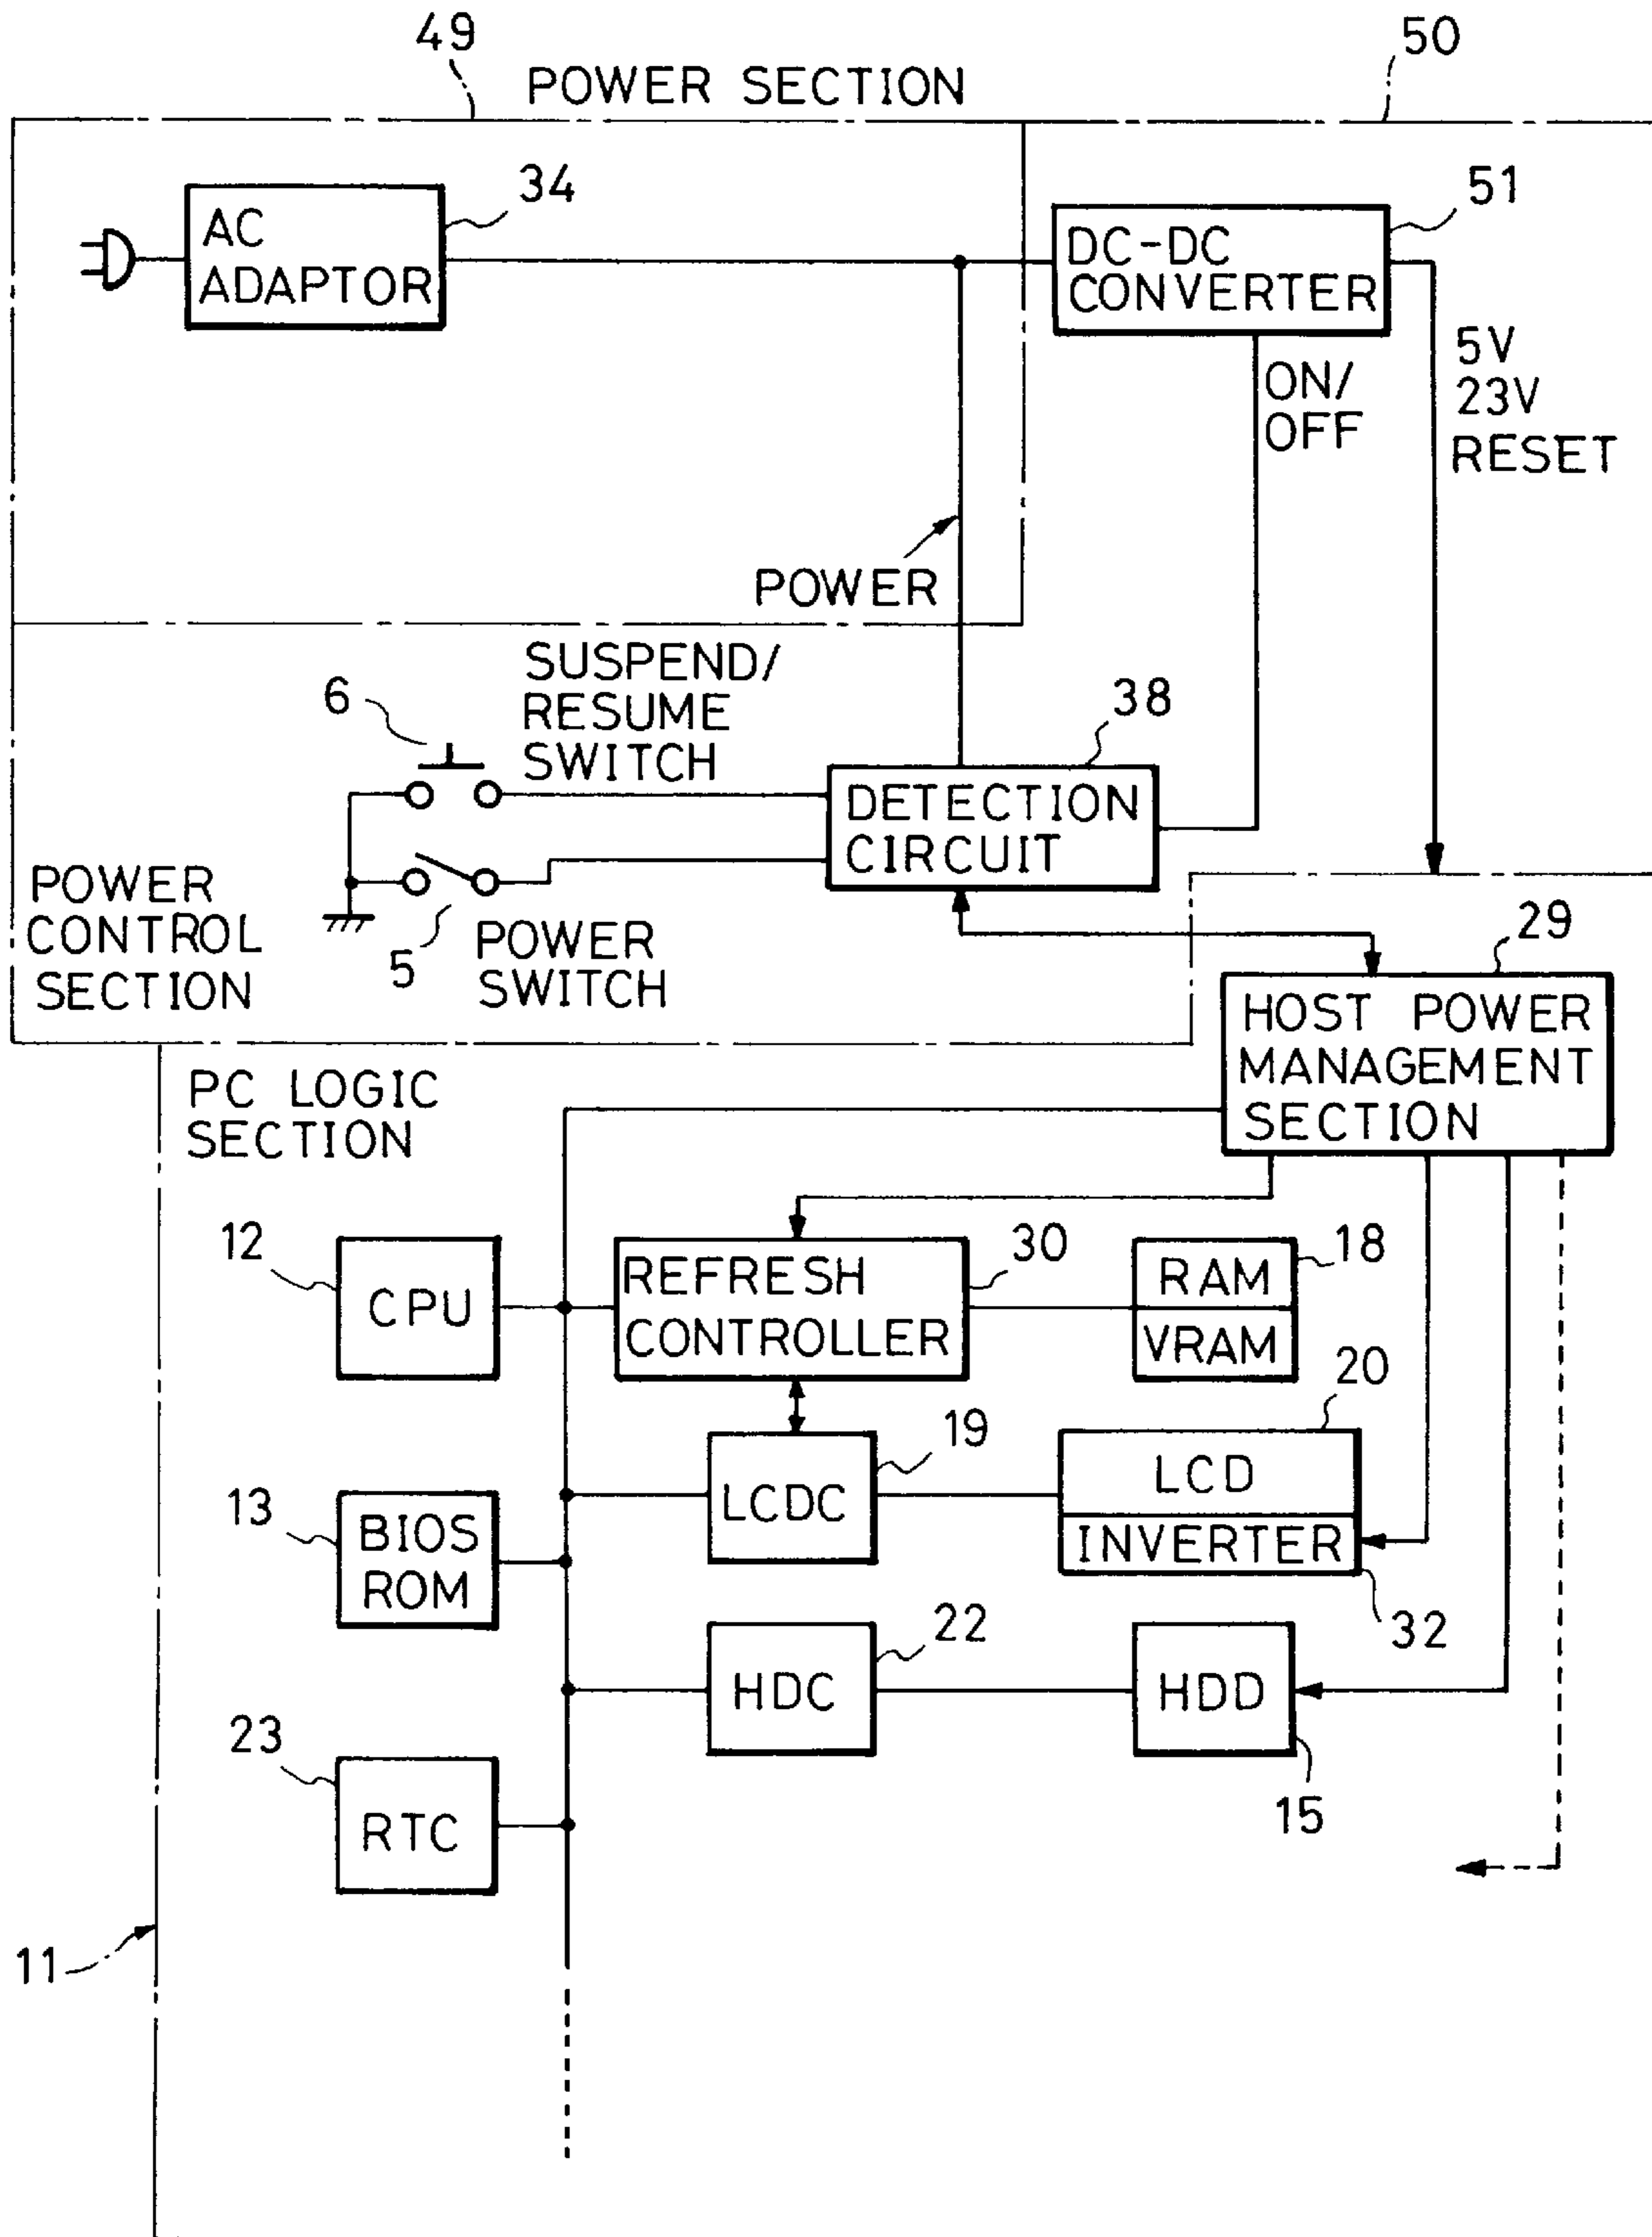 49
50
POWER SECTION
34
51
AC
ADAPTOR
DC-DC
CONVERTER
5V
23V
RESET
ON/
OFF
POWER
SUSPEND/
RESUME
SWITCH
6
38
DETECTION
CIRCUIT
POWER
CONTROL
SECTION
5
POWER
SWITCH
29
HOST POWER
MANAGEMENT
SECTION
PC LOGIC
SECTION
12
CPU
REFRESH
CONTROLLER
30
18
RAM
VRAM
20
19
LCDC
LCD
INVERTER
32
13
BIOS
ROM
22
HDC
HDD
15
23
RTC
11